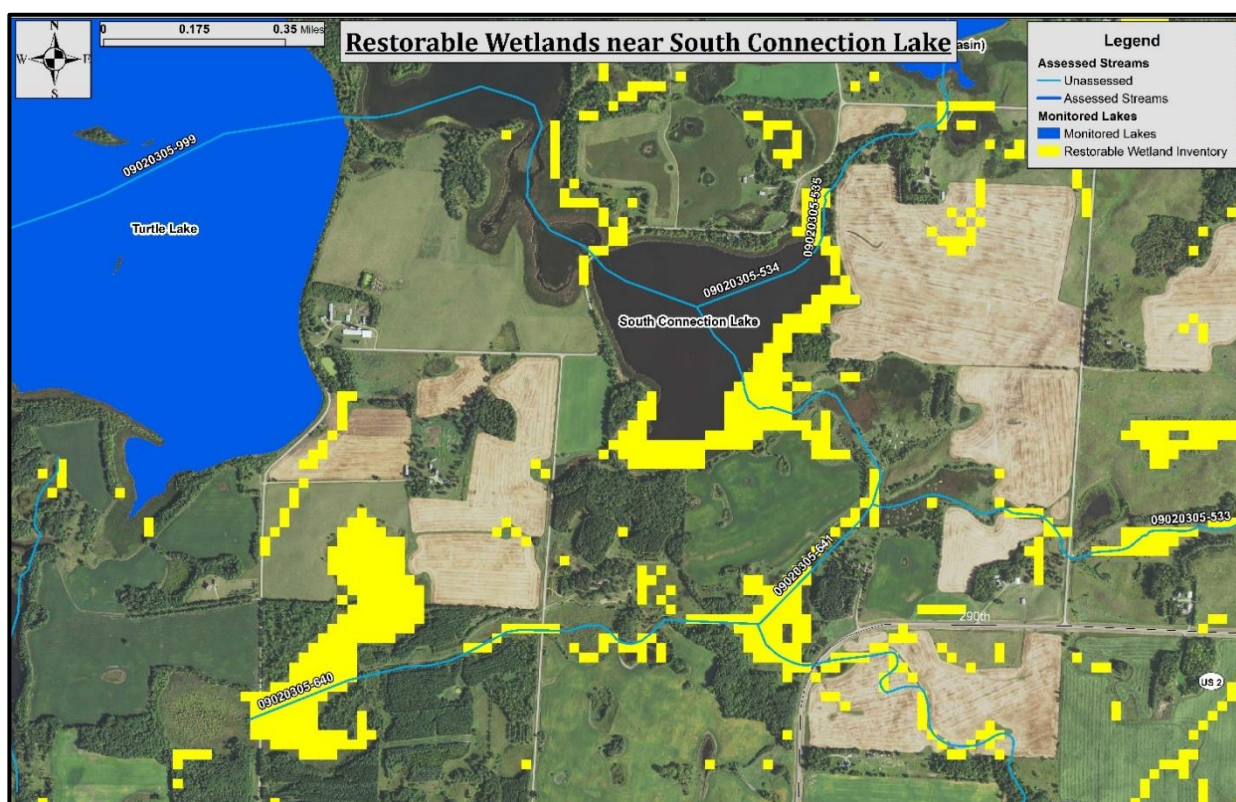 N
W E
S
0 0.175 0.35 Miles
Restorable Wetlands near South Connection Lake
asin)
Legend
Assessed Streams
Unassessed
Assessed Streams
Monitored Lakes
Monitored Lakes
Restorable Wetland Inventory
09020305-999
Turtle Lake
09020305-535
09020305-534
South Connection Lake
09020305-533
09020305-641
290th
09020305-640
US 2